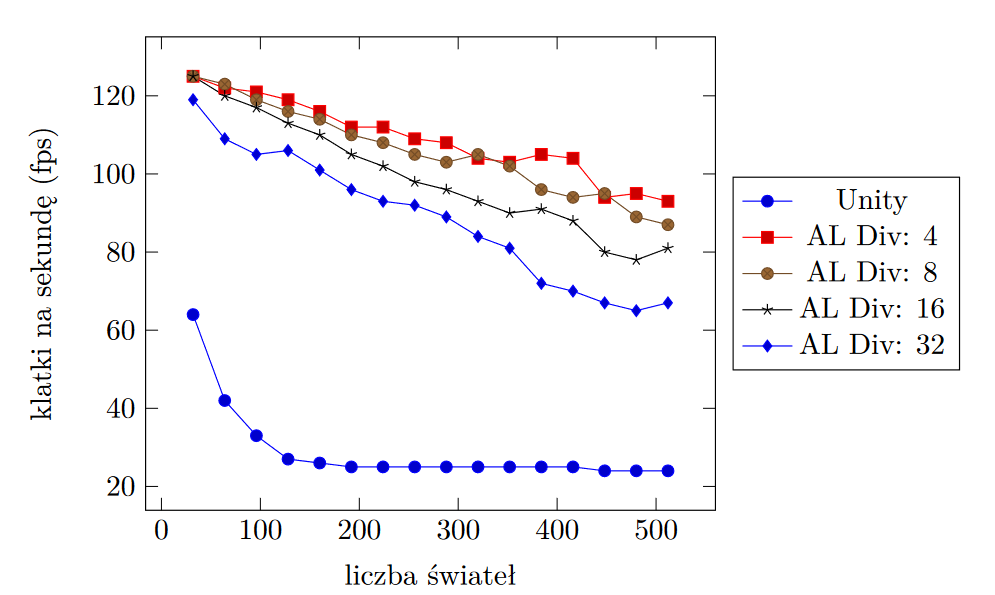 120
100
80
60
40
20
klatki na sekundę (fps)
0 100 200 300 400 500
liczba świateł
Unity
AL Div: 4
AL Div: 8
AL Div: 16
AL Div: 32